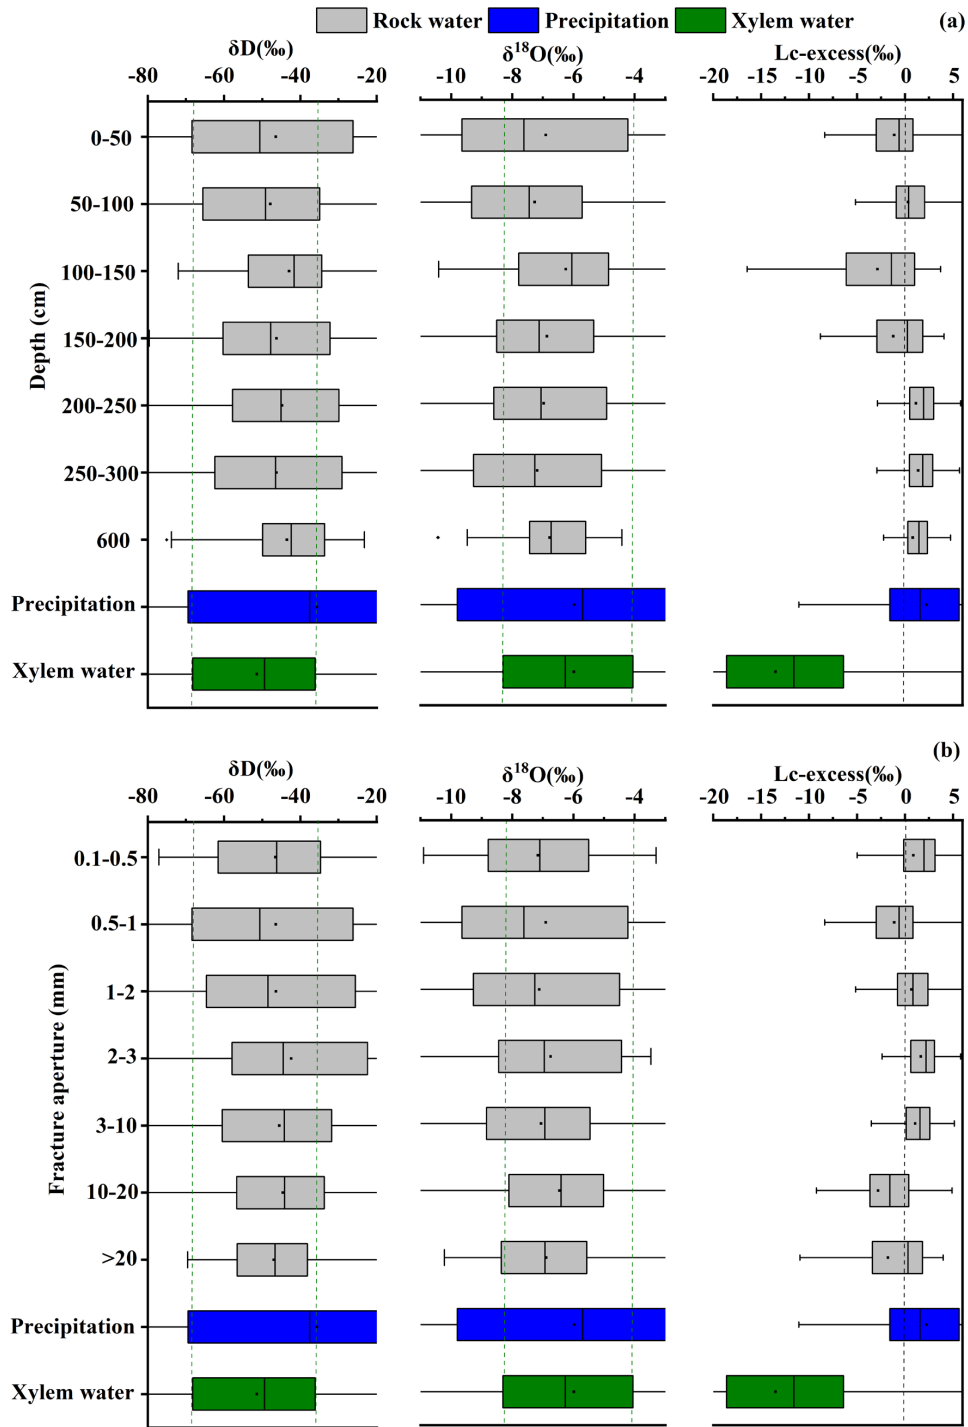 Rock water Precipitation Xylem water (a)
δD(‰) δ¹⁸O(‰) Lc-excess(‰)
-80 -60 -40 -20 -10 -8 -6 -4 -20 -15 -10 -5 0 5
Depth (cm)
0-50
50-100
100-150
150-200
200-250
250-300
600
Precipitation
Xylem water
(b)
δD(‰) δ¹⁸O(‰) Lc-excess(‰)
-80 -60 -40 -20 -10 -8 -6 -4 -20 -15 -10 -5 0 5
Fracture aperture (mm)
0.1-0.5
0.5-1
1-2
2-3
3-10
10-20
>20
Precipitation
Xylem water